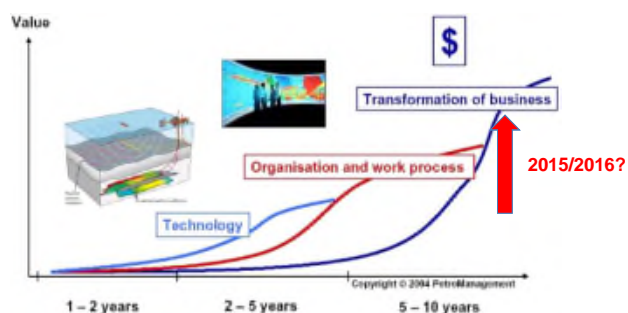 Value
$
Transformation of business
Organisation and work process
2015/2016?
Technology
Copyright © 2004 PetroManagement
1 – 2 years
2 – 5 years
5 – 10 years